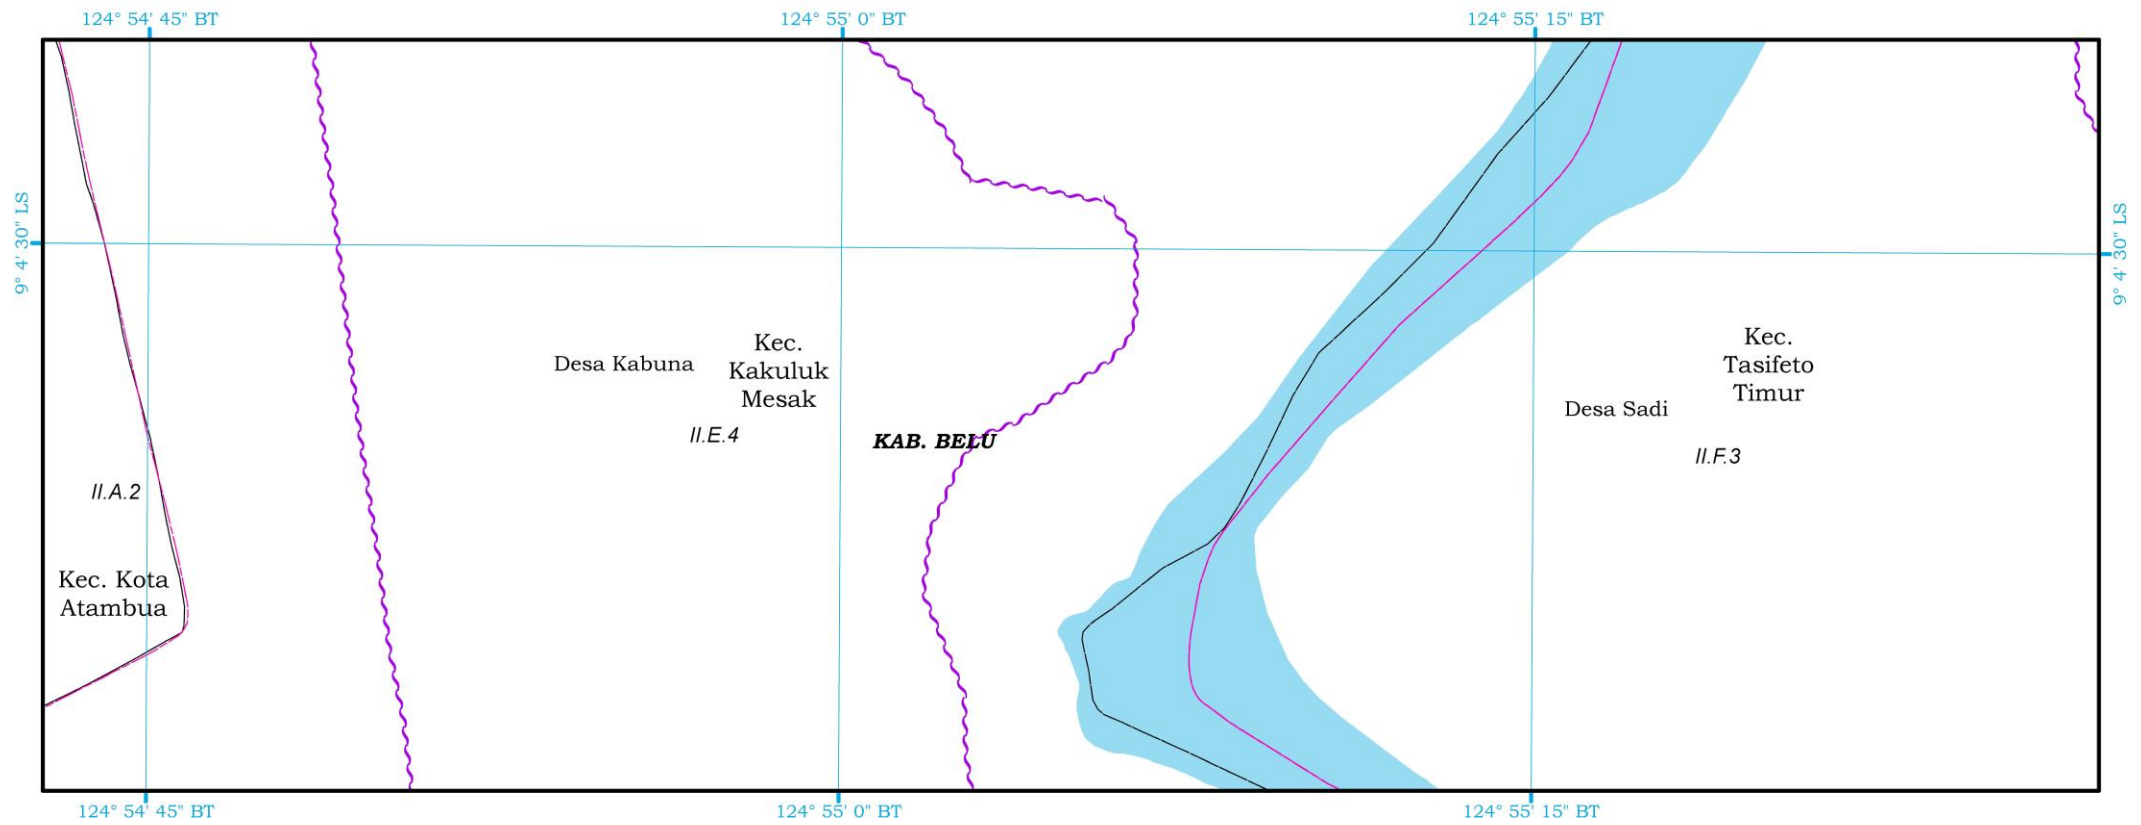 124° 54' 45" BT
124° 55' 0" BT
124° 55' 15" BT
9° 4' 30" LS
9° 4' 30" LS
Desa Kabuna
Kec.
Kakuluk
Mesak
II.E.4
KAB. BELU
Kec.
Tasifeto
Timur
Desa Sadi
II.F.3
II.A.2
Kec. Kota
Atambua
124° 54' 45" BT
124° 55' 0" BT
124° 55' 15" BT